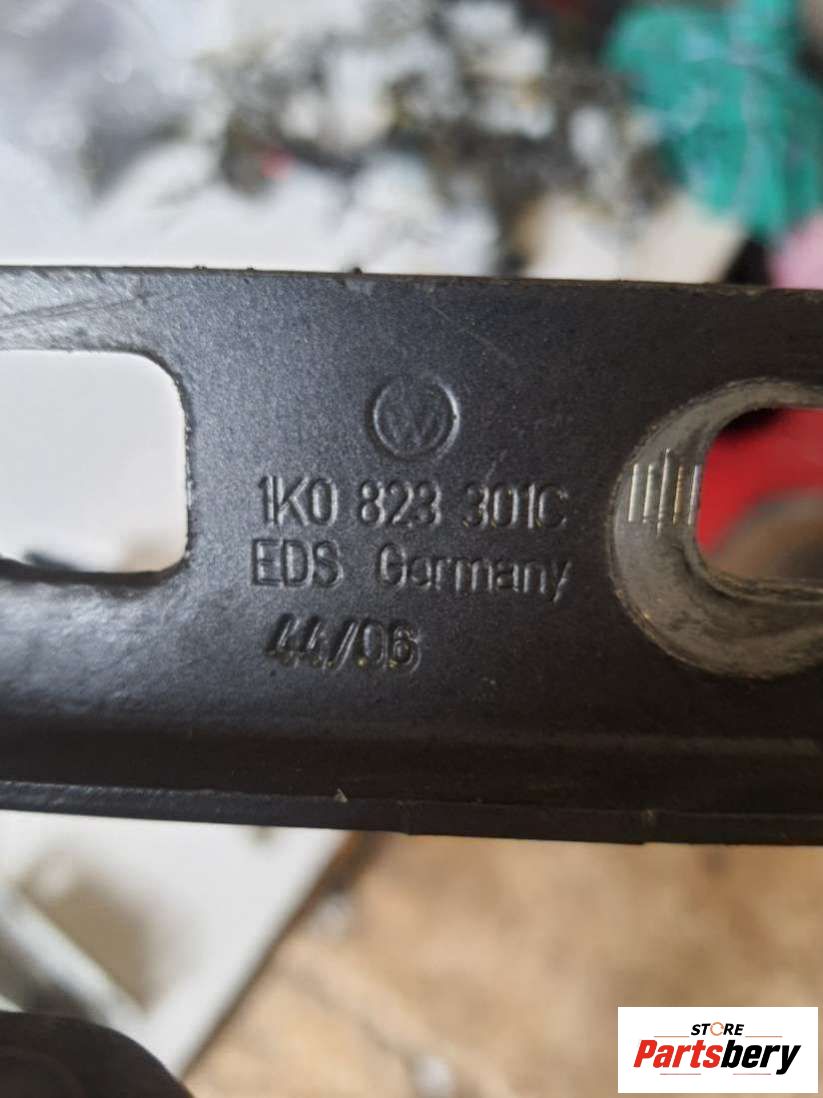 1K0 823 301C
EDS Germany
44/06
STORE
Partsbery